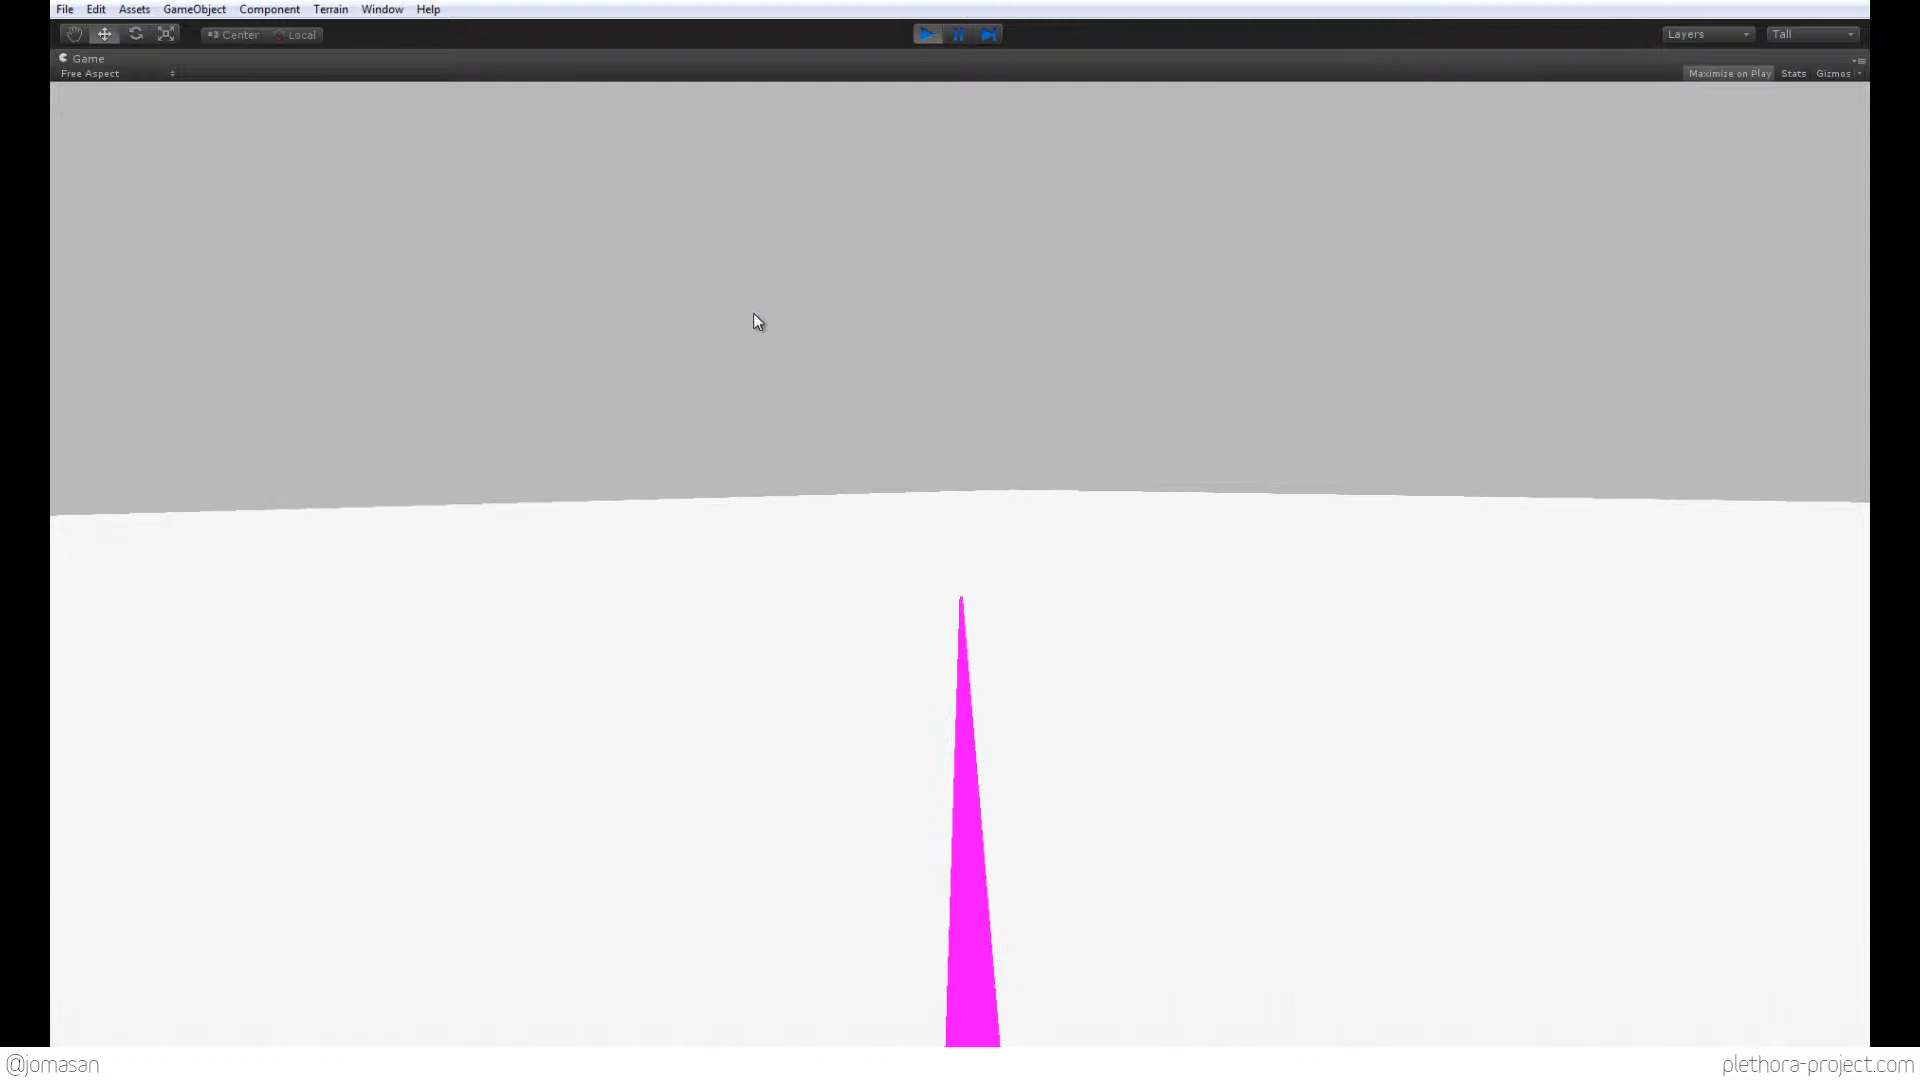 File Edit Assets GameObject Component Terrain Window Help
Center Local Layers Tall
Game
Free Aspect Maximize on Play Stats Gizmos
@jomasan plethora-project.com